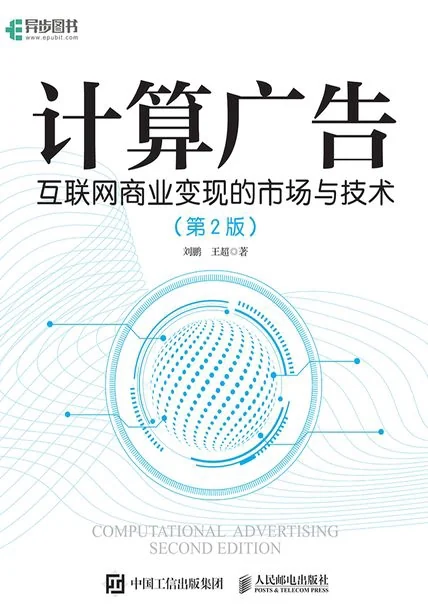 异步图书
www.epubit.com
计算广告
互联网商业变现的市场与技术
(第2版)
刘鹏 王超◎著
COMPUTATIONAL ADVERTISING
SECOND EDITION
中国工信出版集团
人民邮电出版社
POSTS & TELECOM PRESS